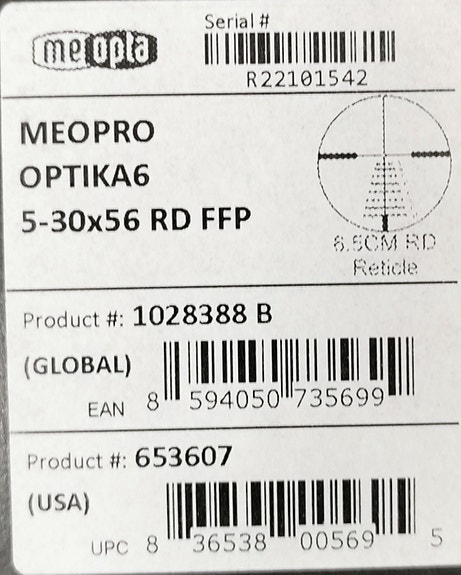 meopta
Serial #
R22101542
MEOPRO
OPTIKA6
5-30x56 RD FFP
6.5CM RD
Reticle
Product #: 1028388 B
(GLOBAL)
EAN 8 594050 735699
Product #: 653607
(USA)
UPC 8 36538 00569 5